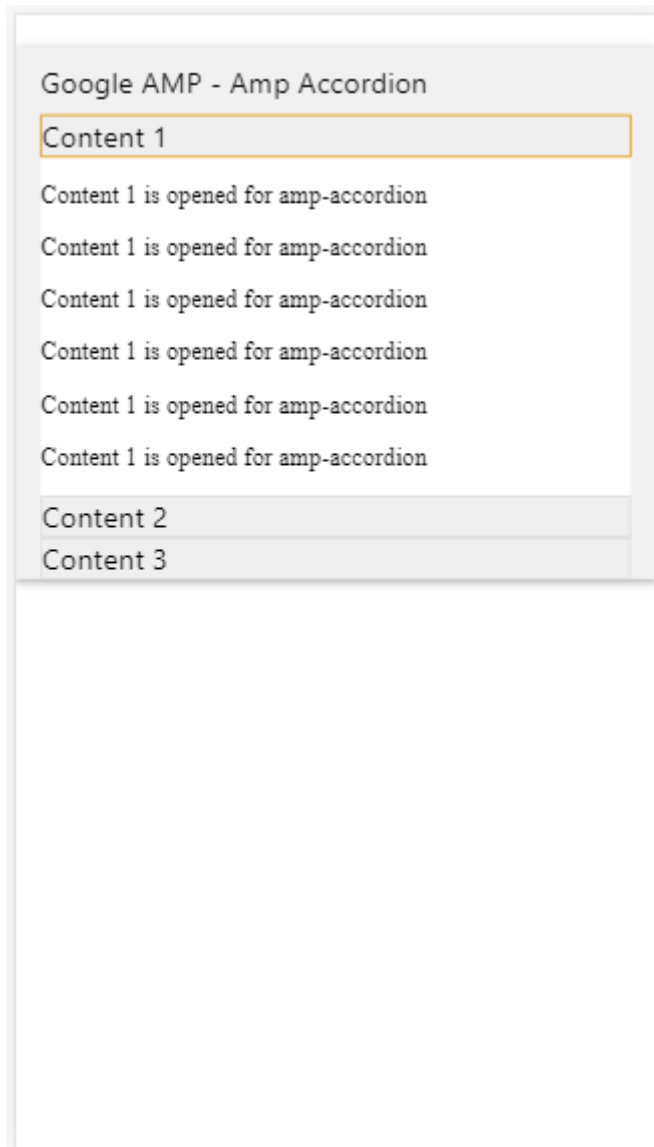 Google AMP - Amp Accordion
Content 1
Content 1 is opened for amp-accordion
Content 1 is opened for amp-accordion
Content 1 is opened for amp-accordion
Content 1 is opened for amp-accordion
Content 1 is opened for amp-accordion
Content 1 is opened for amp-accordion
Content 2
Content 3